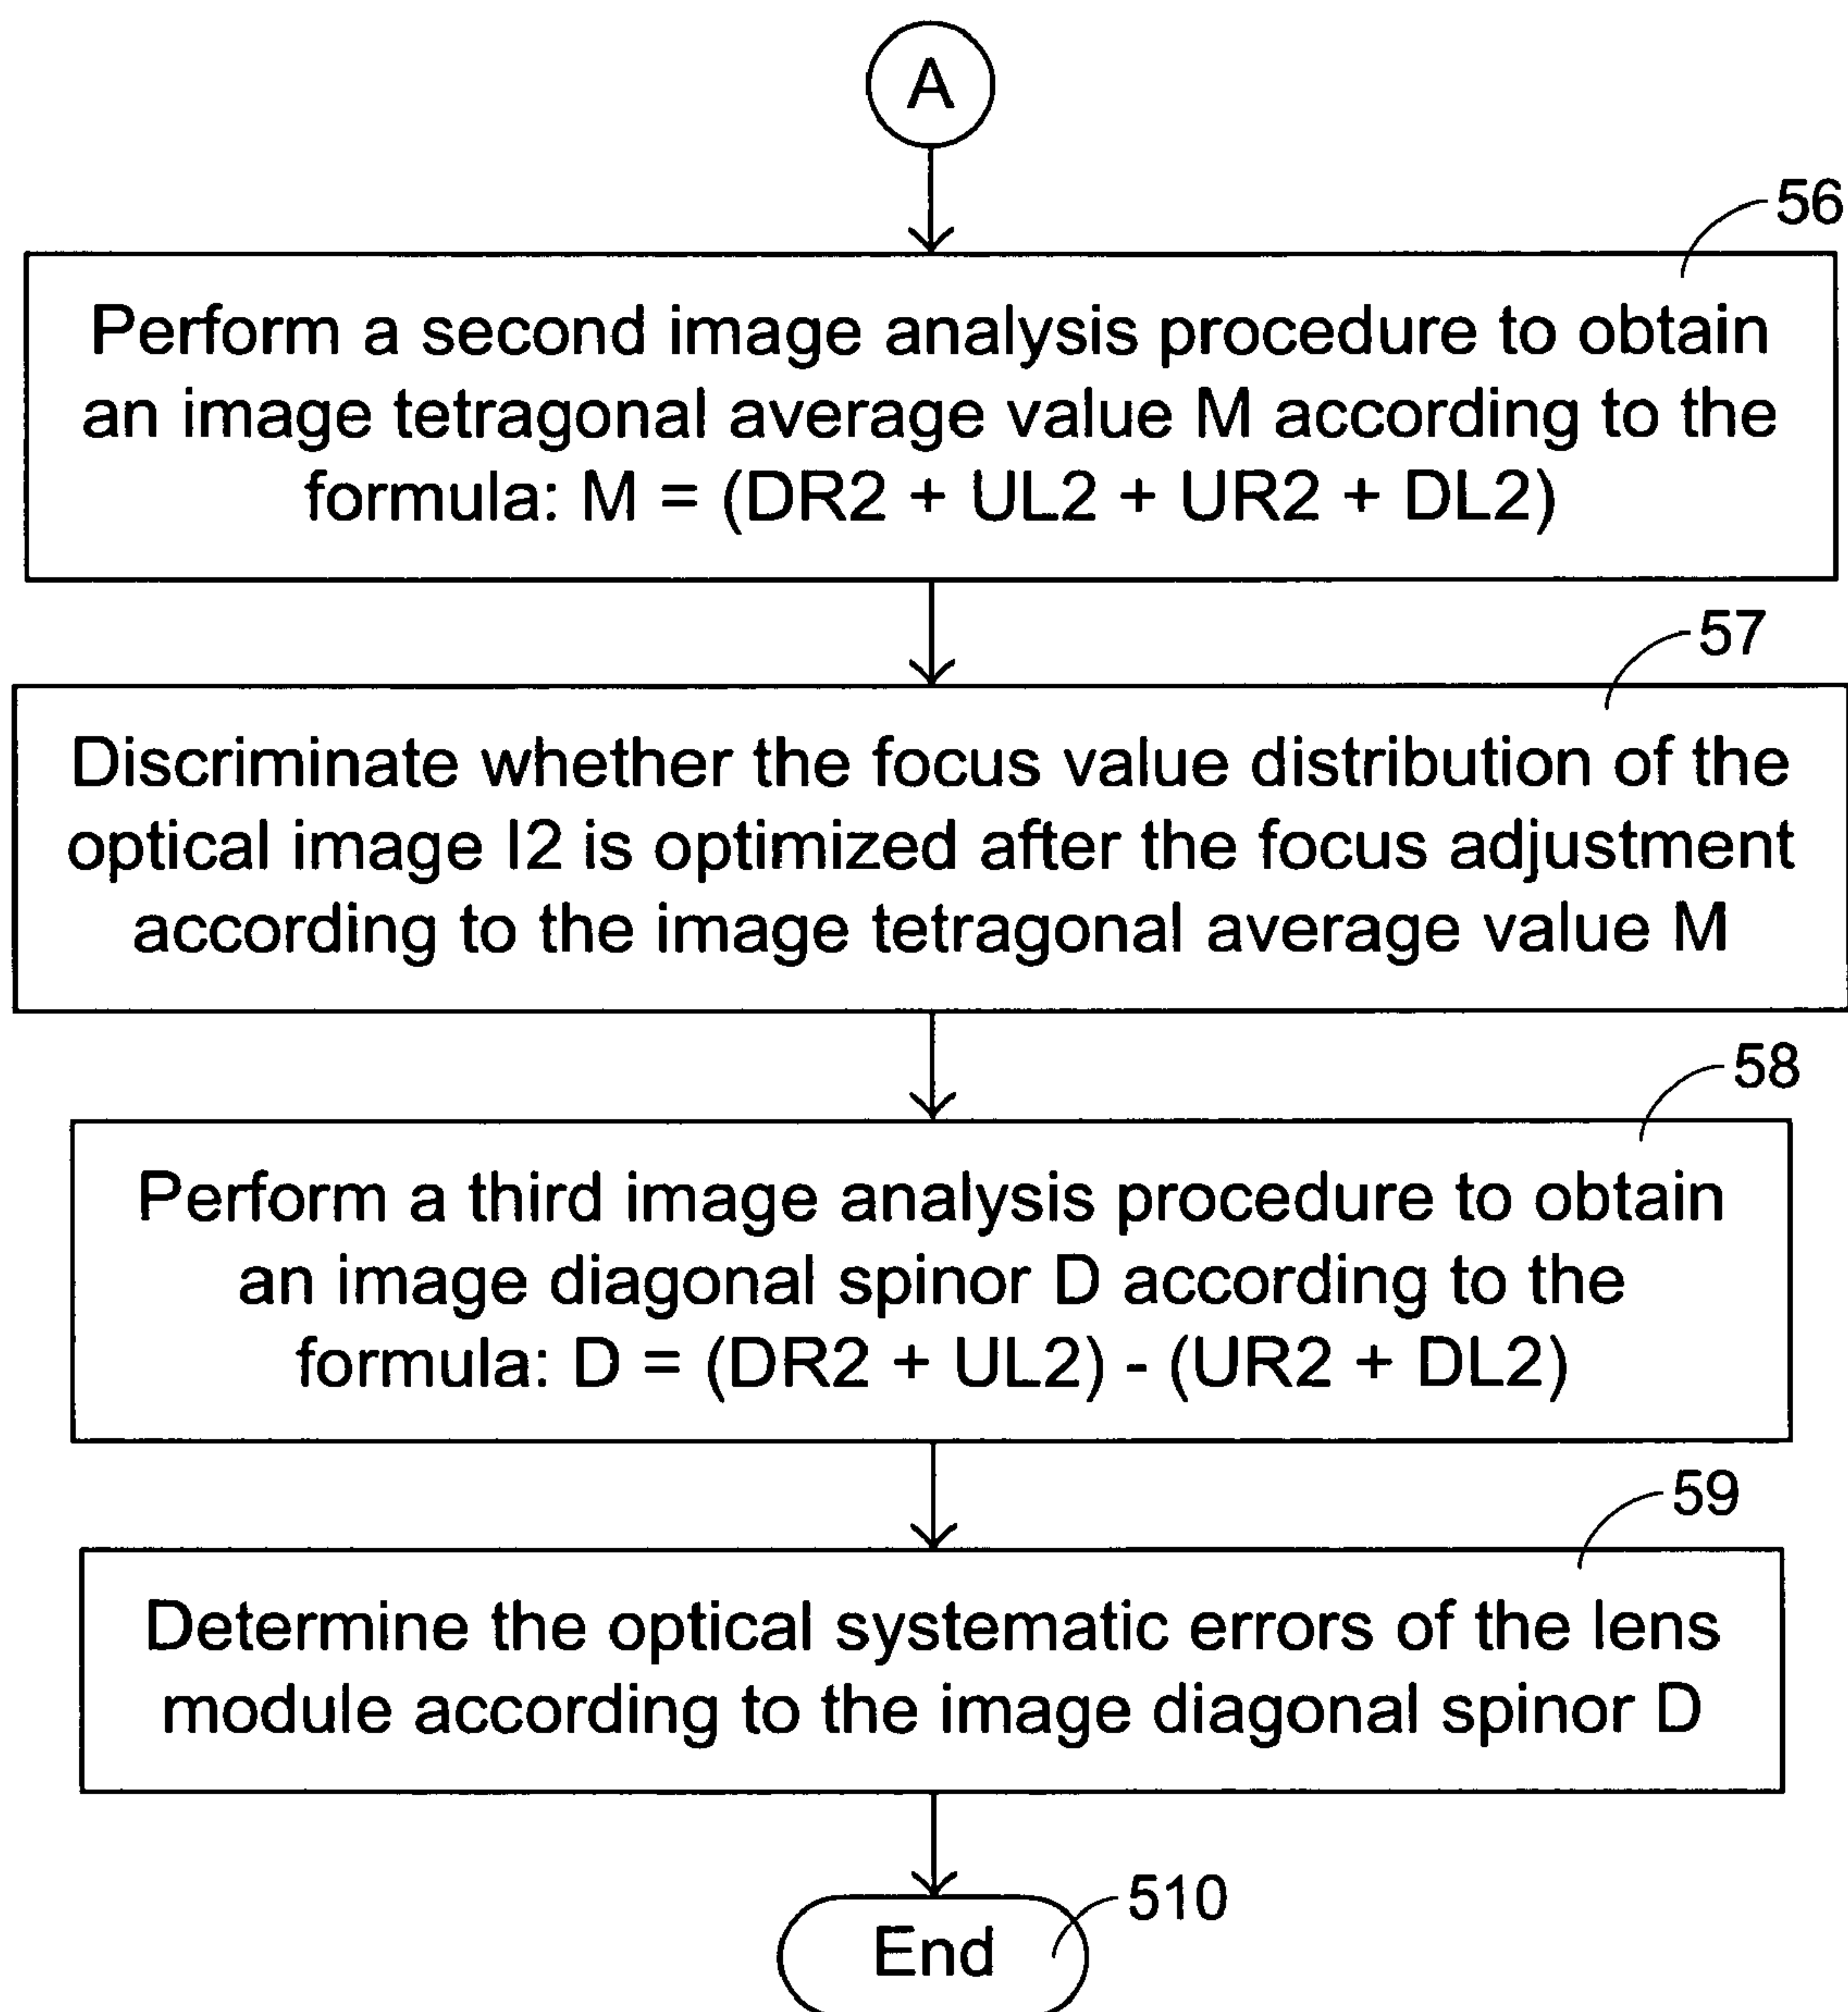 A
56
Perform a second image analysis procedure to obtain
an image tetragonal average value M according to the
formula: M = (DR2 + UL2 + UR2 + DL2)
57
Discriminate whether the focus value distribution of the
optical image I2 is optimized after the focus adjustment
according to the image tetragonal average value M
58
Perform a third image analysis procedure to obtain
an image diagonal spinor D according to the
formula: D = (DR2 + UL2) - (UR2 + DL2)
59
Determine the optical systematic errors of the lens
module according to the image diagonal spinor D
510
End